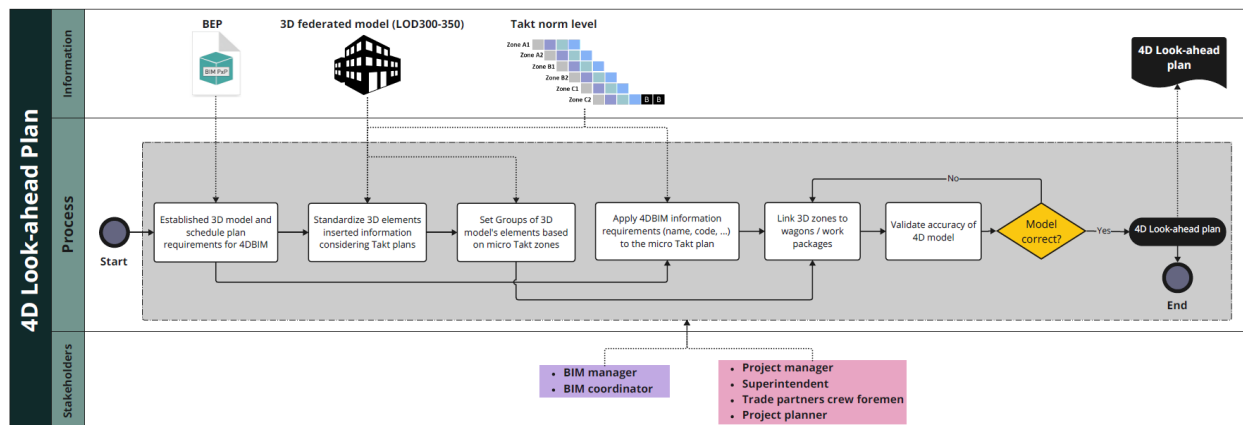 4D Look-ahead Plan
Information
BEP
BIM PxP
3D federated model (LOD300-350)
Takt norm level
Zone A1
Zone A2
Zone B1
Zone B2
Zone C1
Zone C2
B B
4D Look-ahead
plan
Process
Start
Established 3D model and
schedule plan
requirements for 4DBIM
Standardize 3D elements
inserted information
considering Takt plans
Set Groups of 3D
model's elements based
on micro Takt zones
Apply 4DBIM information
requirements (name, code, ...)
to the micro Takt plan
Link 3D zones to
wagons / work
packages
Validate accuracy of
4D model
No
Model
correct?
Yes
4D Look-ahead plan
End
Stakeholders
• BIM manager
• BIM coordinator
• Project manager
• Superintendent
• Trade partners crew foremen
• Project planner